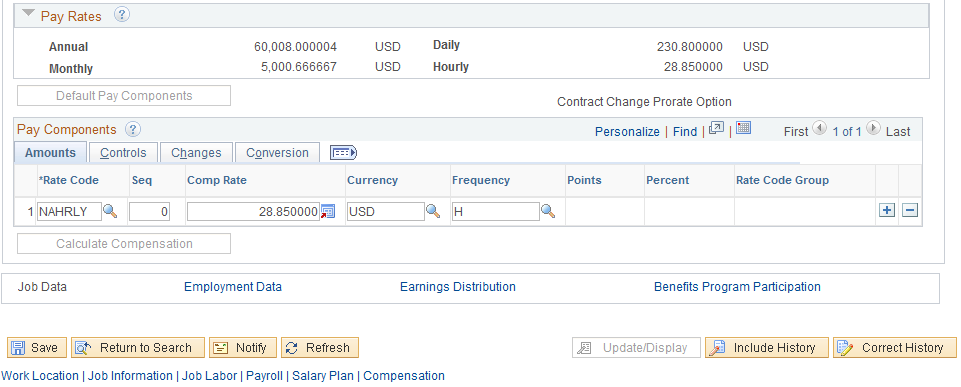 Pay Rates ?
Annual 60,008.000004 USD Daily 230.800000 USD
Monthly 5,000.666667 USD Hourly 28.850000 USD
Default Pay Components
Contract Change Prorate Option
Pay Components ? Personalize | Find | | First 1 of 1 Last
Amounts Controls Changes Conversion
*Rate Code Seq Comp Rate Currency Frequency Points Percent Rate Code Group
1 NAHRLY 0 28.850000 USD H + −
Calculate Compensation
Job Data Employment Data Earnings Distribution Benefits Program Participation
Save Return to Search Notify Refresh Update/Display Include History Correct History
Work Location | Job Information | Job Labor | Payroll | Salary Plan | Compensation